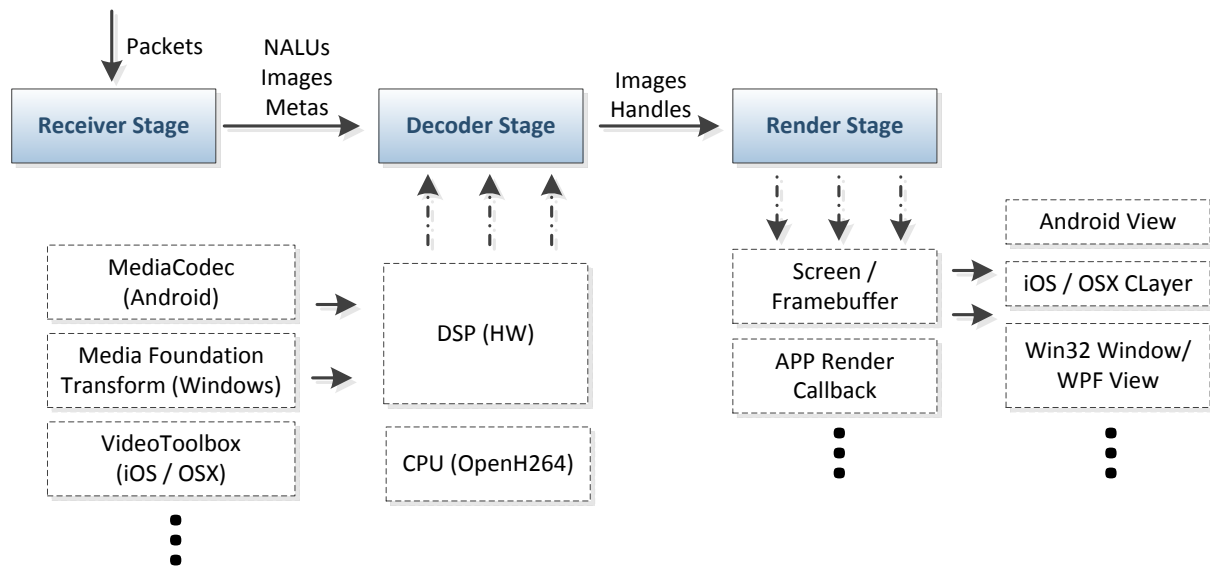 Packets
NALUs
Images
Metas
Images
Handles
Receiver Stage
Decoder Stage
Render Stage
MediaCodec
(Android)
Media Foundation
Transform (Windows)
VideoToolbox
(iOS / OSX)
DSP (HW)
CPU (OpenH264)
Screen /
Framebuffer
APP Render
Callback
Android View
iOS / OSX CLayer
Win32 Window/
WPF View